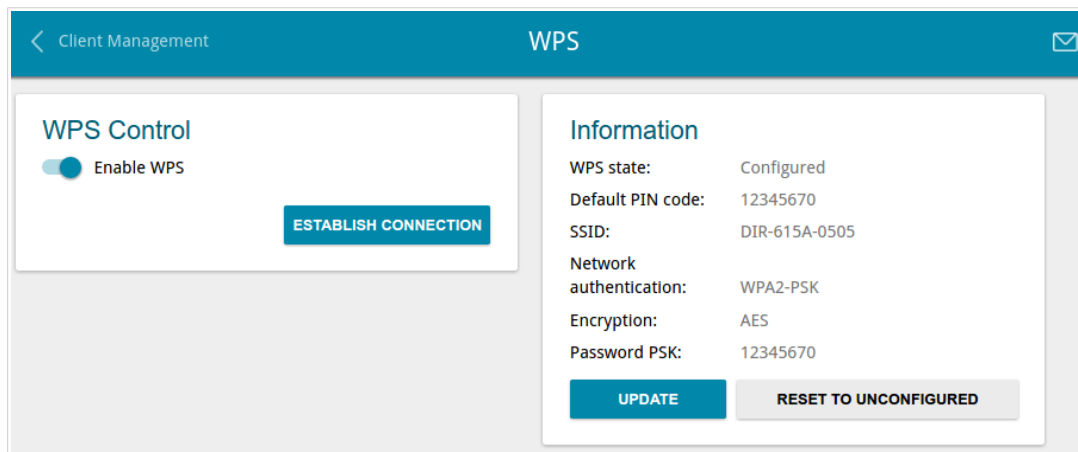 Client Management
WPS
WPS Control
Enable WPS
ESTABLISH CONNECTION
Information
WPS state: Configured
Default PIN code: 12345670
SSID: DIR-615A-0505
Network
authentication: WPA2-PSK
Encryption: AES
Password PSK: 12345670
UPDATE RESET TO UNCONFIGURED